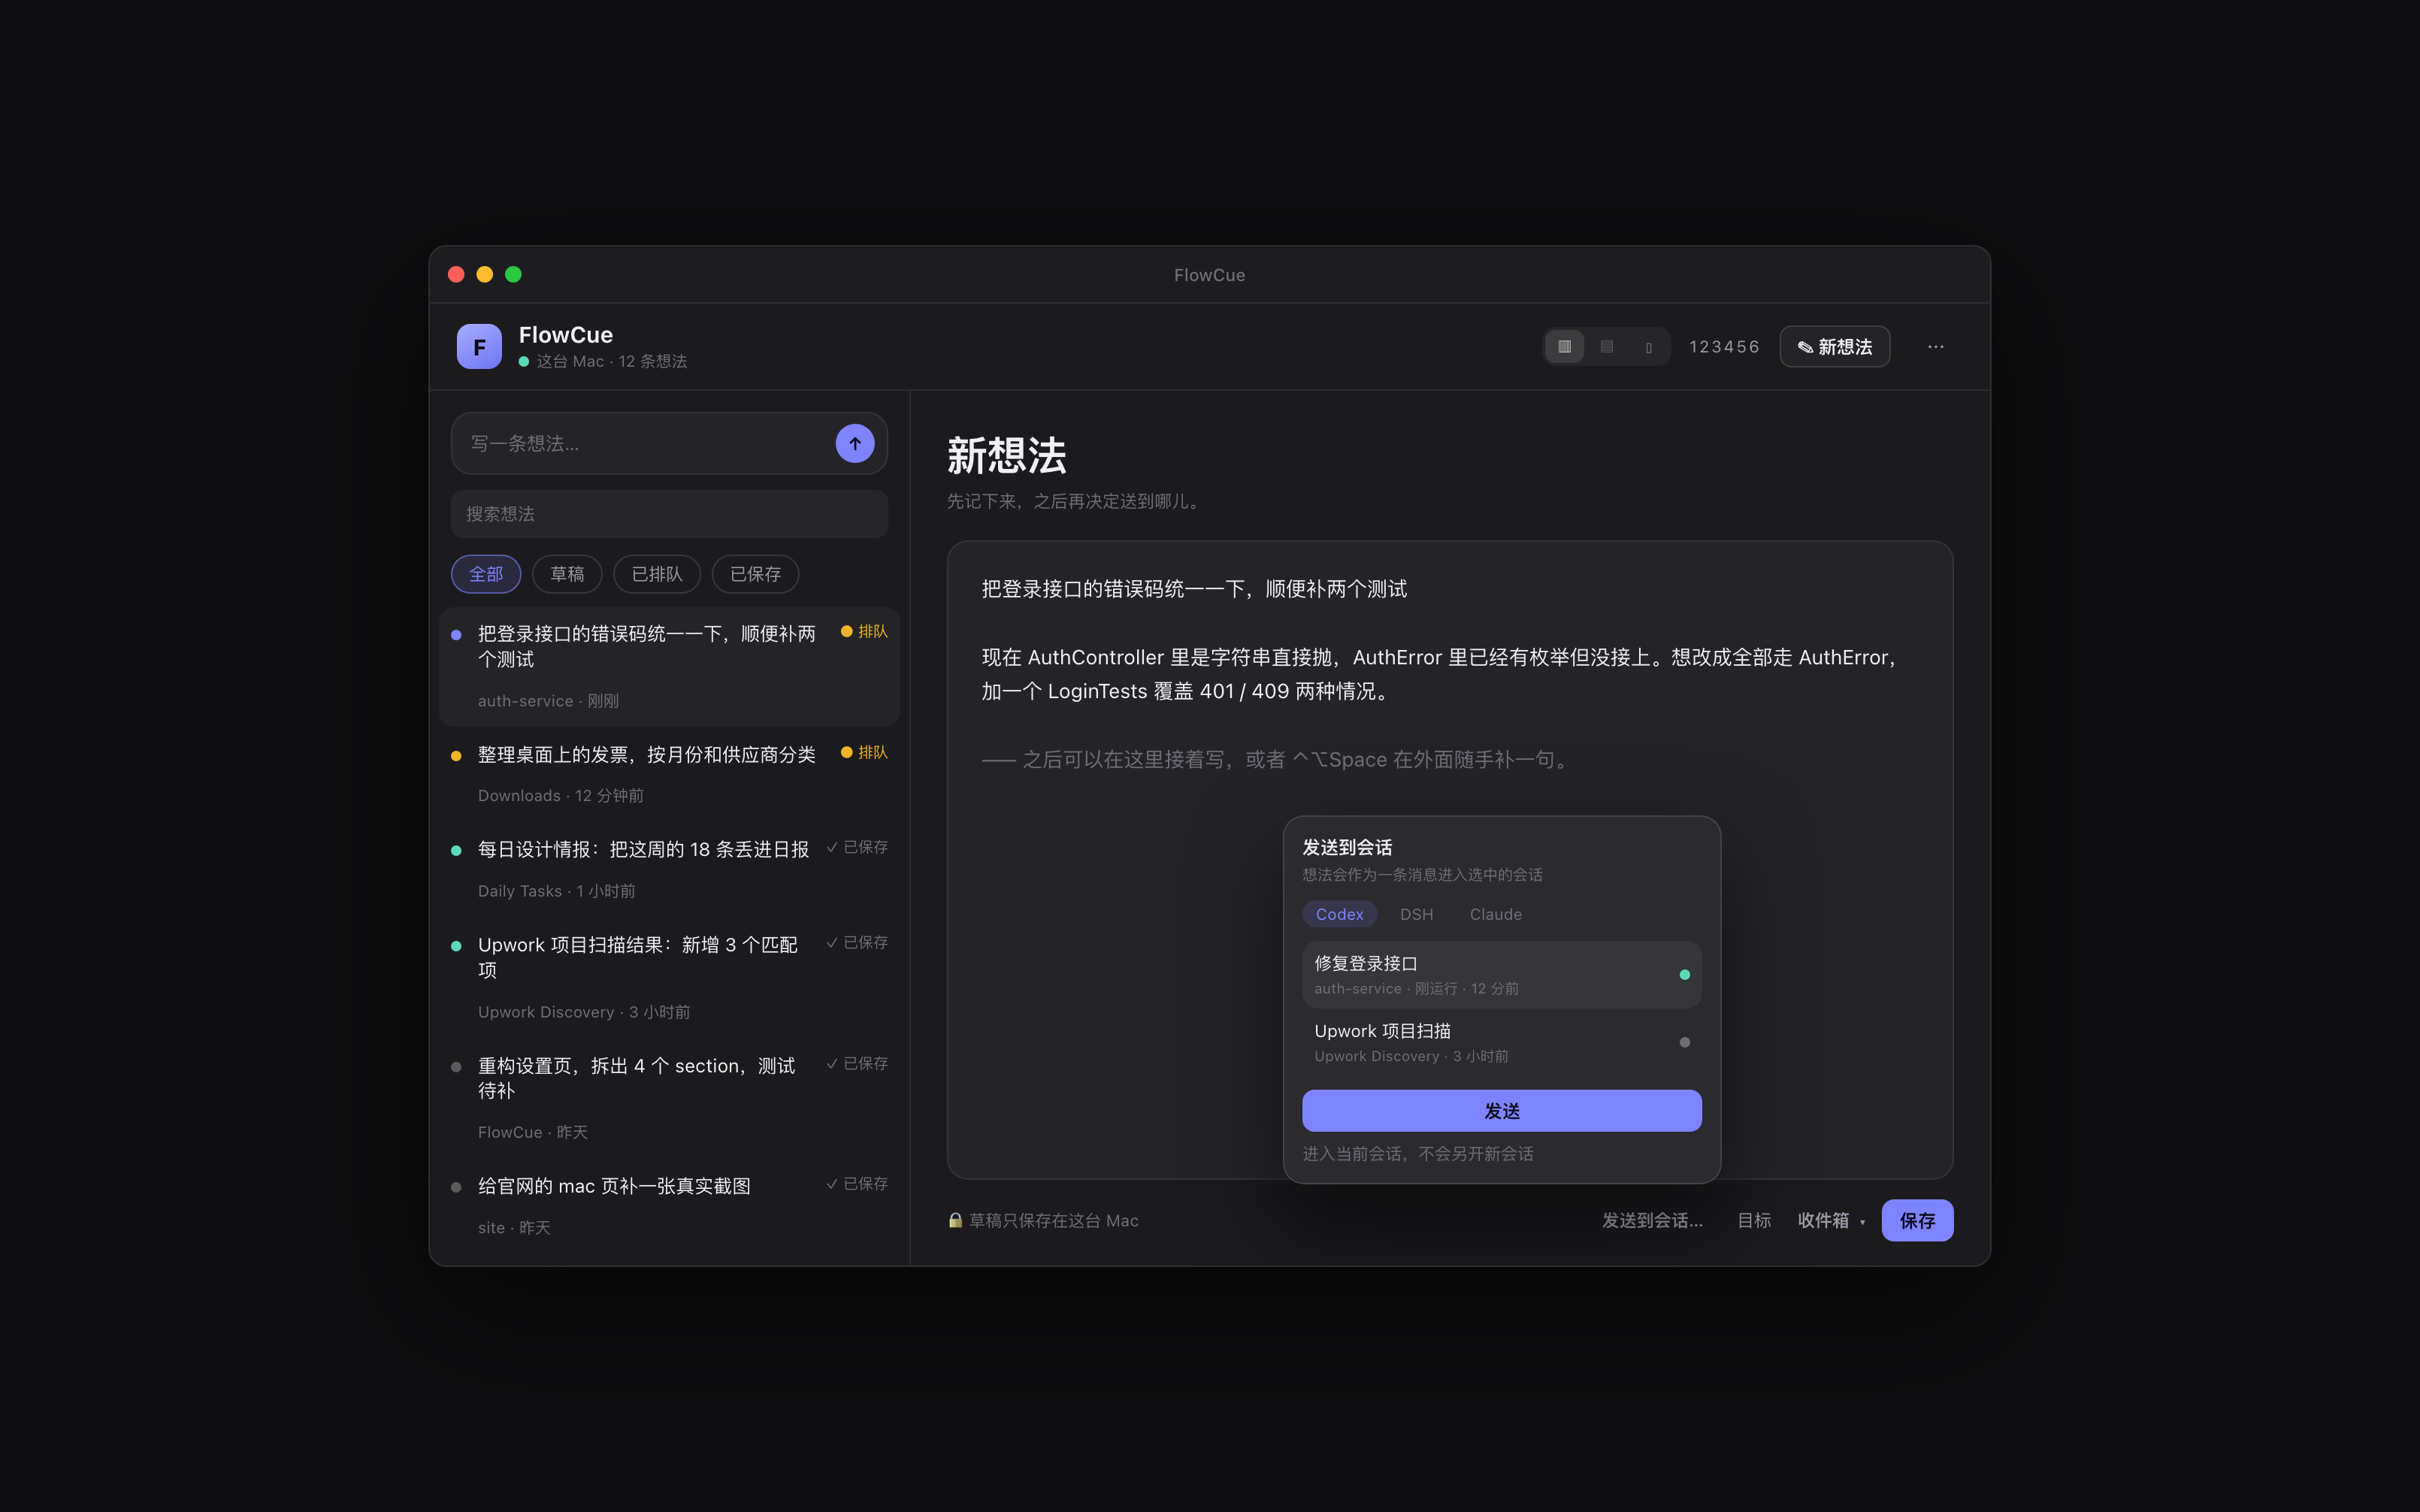 FlowCue
F
FlowCue
这台 Mac · 12 条想法
123456
✎ 新想法
···
写一条想法…
搜索想法
全部
草稿
已排队
已保存
把登录接口的错误码统一一下，顺便补两
个测试
排队
auth-service · 刚刚
整理桌面上的发票，按月份和供应商分类
排队
Downloads · 12 分钟前
每日设计情报：把这周的 18 条丢进日报
✓ 已保存
Daily Tasks · 1 小时前
Upwork 项目扫描结果：新增 3 个匹配
项
✓ 已保存
Upwork Discovery · 3 小时前
重构设置页，拆出 4 个 section，测试
待补
✓ 已保存
FlowCue · 昨天
给官网的 mac 页补一张真实截图
✓ 已保存
site · 昨天
新想法
先记下来，之后再决定送到哪儿。
把登录接口的错误码统一一下，顺便补两个测试
现在 AuthController 里是字符串直接抛，AuthError 里已经有枚举但没接上。想改成全部走 AuthError，
加一个 LoginTests 覆盖 401 / 409 两种情况。
—— 之后可以在这里接着写，或者 ⌃⌥Space 在外面随手补一句。
发送到会话
想法会作为一条消息进入选中的会话
Codex
DSH
Claude
修复登录接口
auth-service · 刚运行 · 12 分前
Upwork 项目扫描
Upwork Discovery · 3 小时前
发送
进入当前会话，不会另开新会话
🔒 草稿只保存在这台 Mac
发送到会话…
目标
收件箱 ▾
保存